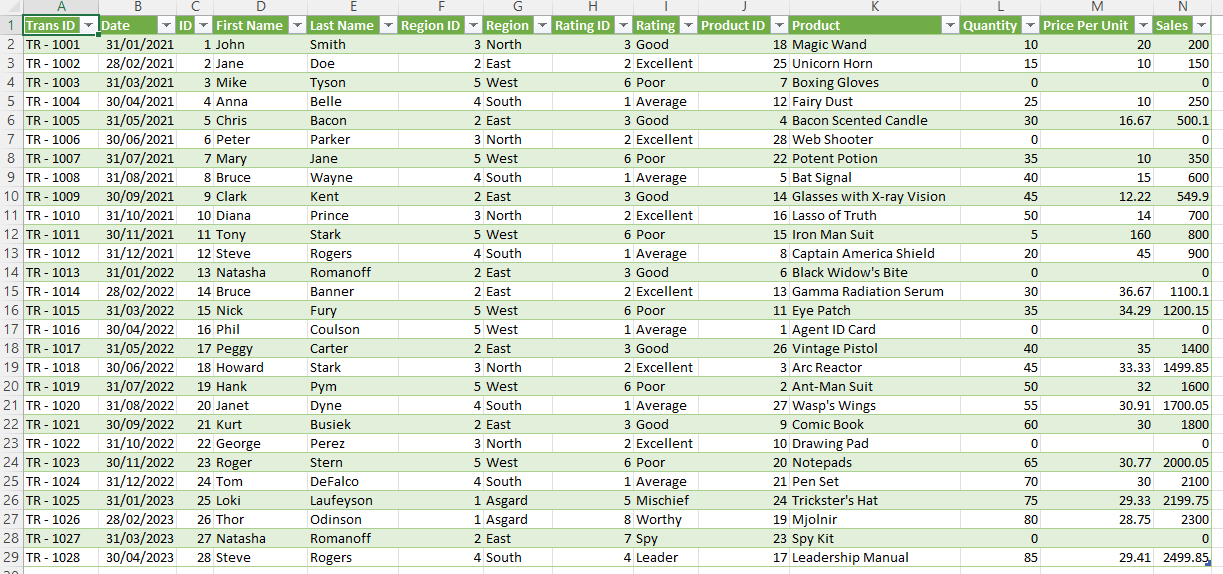 A B C D E F G H I J K L M N
1 Trans ID Date ID First Name Last Name Region ID Region Rating ID Rating Product ID Product Quantity Price Per Unit Sales
2 TR - 1001 31/01/2021 1 John Smith 3 North 3 Good 18 Magic Wand 10 20 200
3 TR - 1002 28/02/2021 2 Jane Doe 2 East 2 Excellent 25 Unicorn Horn 15 10 150
4 TR - 1003 31/03/2021 3 Mike Tyson 5 West 6 Poor 7 Boxing Gloves 0 0
5 TR - 1004 30/04/2021 4 Anna Belle 4 South 1 Average 12 Fairy Dust 25 10 250
6 TR - 1005 31/05/2021 5 Chris Bacon 2 East 3 Good 4 Bacon Scented Candle 30 16.67 500.1
7 TR - 1006 30/06/2021 6 Peter Parker 3 North 2 Excellent 28 Web Shooter 0 0
8 TR - 1007 31/07/2021 7 Mary Jane 5 West 6 Poor 22 Potent Potion 35 10 350
9 TR - 1008 31/08/2021 8 Bruce Wayne 4 South 1 Average 5 Bat Signal 40 15 600
10 TR - 1009 30/09/2021 9 Clark Kent 2 East 3 Good 14 Glasses with X-ray Vision 45 12.22 549.9
11 TR - 1010 31/10/2021 10 Diana Prince 3 North 2 Excellent 16 Lasso of Truth 50 14 700
12 TR - 1011 30/11/2021 11 Tony Stark 5 West 6 Poor 15 Iron Man Suit 5 160 800
13 TR - 1012 31/12/2021 12 Steve Rogers 4 South 1 Average 8 Captain America Shield 20 45 900
14 TR - 1013 31/01/2022 13 Natasha Romanoff 2 East 3 Good 6 Black Widow's Bite 0 0
15 TR - 1014 28/02/2022 14 Bruce Banner 2 East 2 Excellent 13 Gamma Radiation Serum 30 36.67 1100.1
16 TR - 1015 31/03/2022 15 Nick Fury 5 West 6 Poor 11 Eye Patch 35 34.29 1200.15
17 TR - 1016 30/04/2022 16 Phil Coulson 5 West 1 Average 1 Agent ID Card 0 0
18 TR - 1017 31/05/2022 17 Peggy Carter 2 East 3 Good 26 Vintage Pistol 40 35 1400
19 TR - 1018 30/06/2022 18 Howard Stark 3 North 2 Excellent 3 Arc Reactor 45 33.33 1499.85
20 TR - 1019 31/07/2022 19 Hank Pym 5 West 6 Poor 2 Ant-Man Suit 50 32 1600
21 TR - 1020 31/08/2022 20 Janet Dyne 4 South 1 Average 27 Wasp's Wings 55 30.91 1700.05
22 TR - 1021 30/09/2022 21 Kurt Busiek 2 East 3 Good 9 Comic Book 60 30 1800
23 TR - 1022 31/10/2022 22 George Perez 3 North 2 Excellent 10 Drawing Pad 0 0
24 TR - 1023 30/11/2022 23 Roger Stern 5 West 6 Poor 20 Notepads 65 30.77 2000.05
25 TR - 1024 31/12/2022 24 Tom DeFalco 4 South 1 Average 21 Pen Set 70 30 2100
26 TR - 1025 31/01/2023 25 Loki Laufeyson 1 Asgard 5 Mischief 24 Trickster's Hat 75 29.33 2199.75
27 TR - 1026 28/02/2023 26 Thor Odinson 1 Asgard 8 Worthy 19 Mjolnir 80 28.75 2300
28 TR - 1027 31/03/2023 27 Natasha Romanoff 2 East 7 Spy 23 Spy Kit 0 0
29 TR - 1028 30/04/2023 28 Steve Rogers 4 South 4 Leader 17 Leadership Manual 85 29.41 2499.85